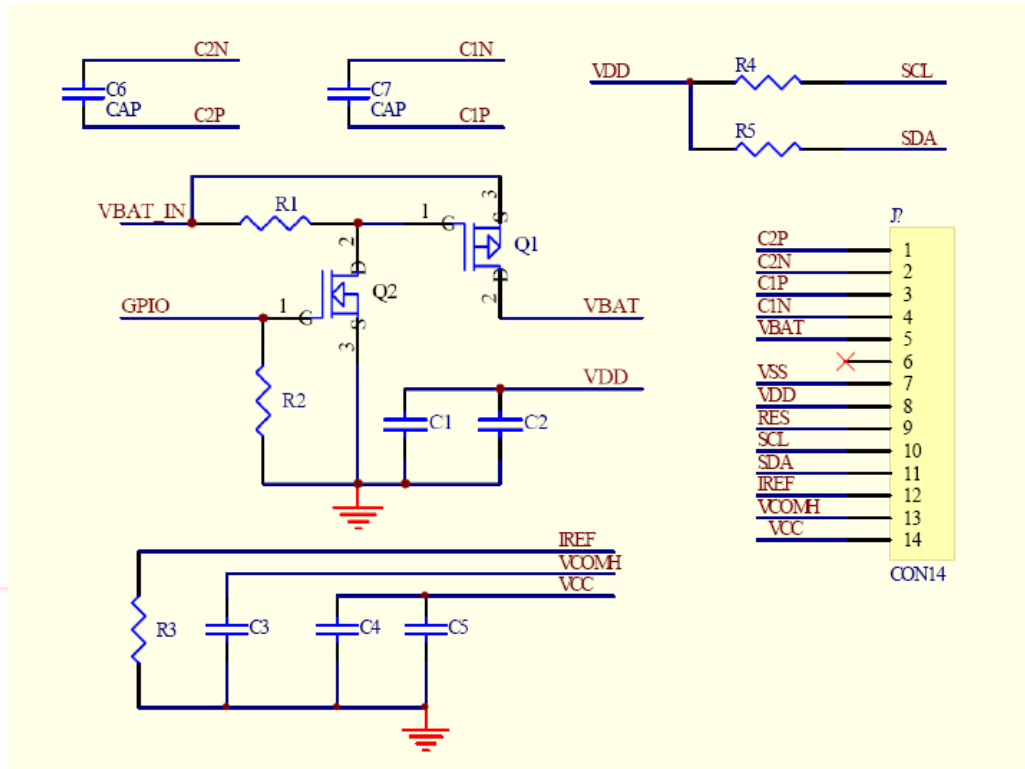 C2N
C6
CAP
C2P
C1N
C7
CAP
C1P
VDD
R4
SCL
R5
SDA
VBAT_IN
R1
1
G
3
S
Q1
D
2
VBAT
2
D
Q2
GPIO
1
G
S
3
R2
VDD
C1
C2
J?
C2P
1
C2N
2
C1P
3
C1N
4
VBAT
5
6
VSS
7
VDD
8
RES
9
SCL
10
SDA
11
IREF
12
VCOMH
13
VCC
14
CON14
IREF
VCOMH
VCC
R3
C3
C4
C5